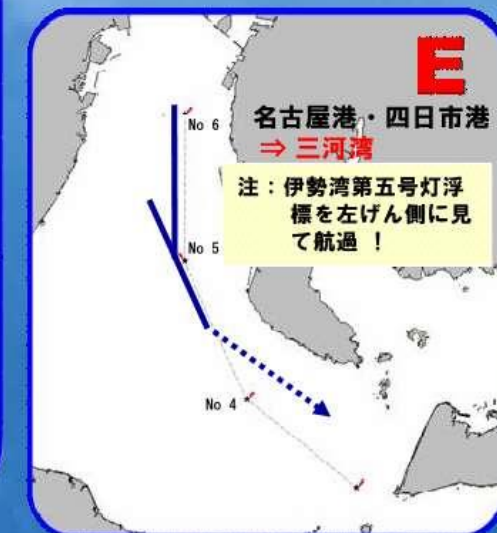 E
名古屋港・四日市港
⇒ 三河湾
注：伊勢湾第五号灯浮
標を左げん側に見
て航過 ！
No 6
No 5
No 4